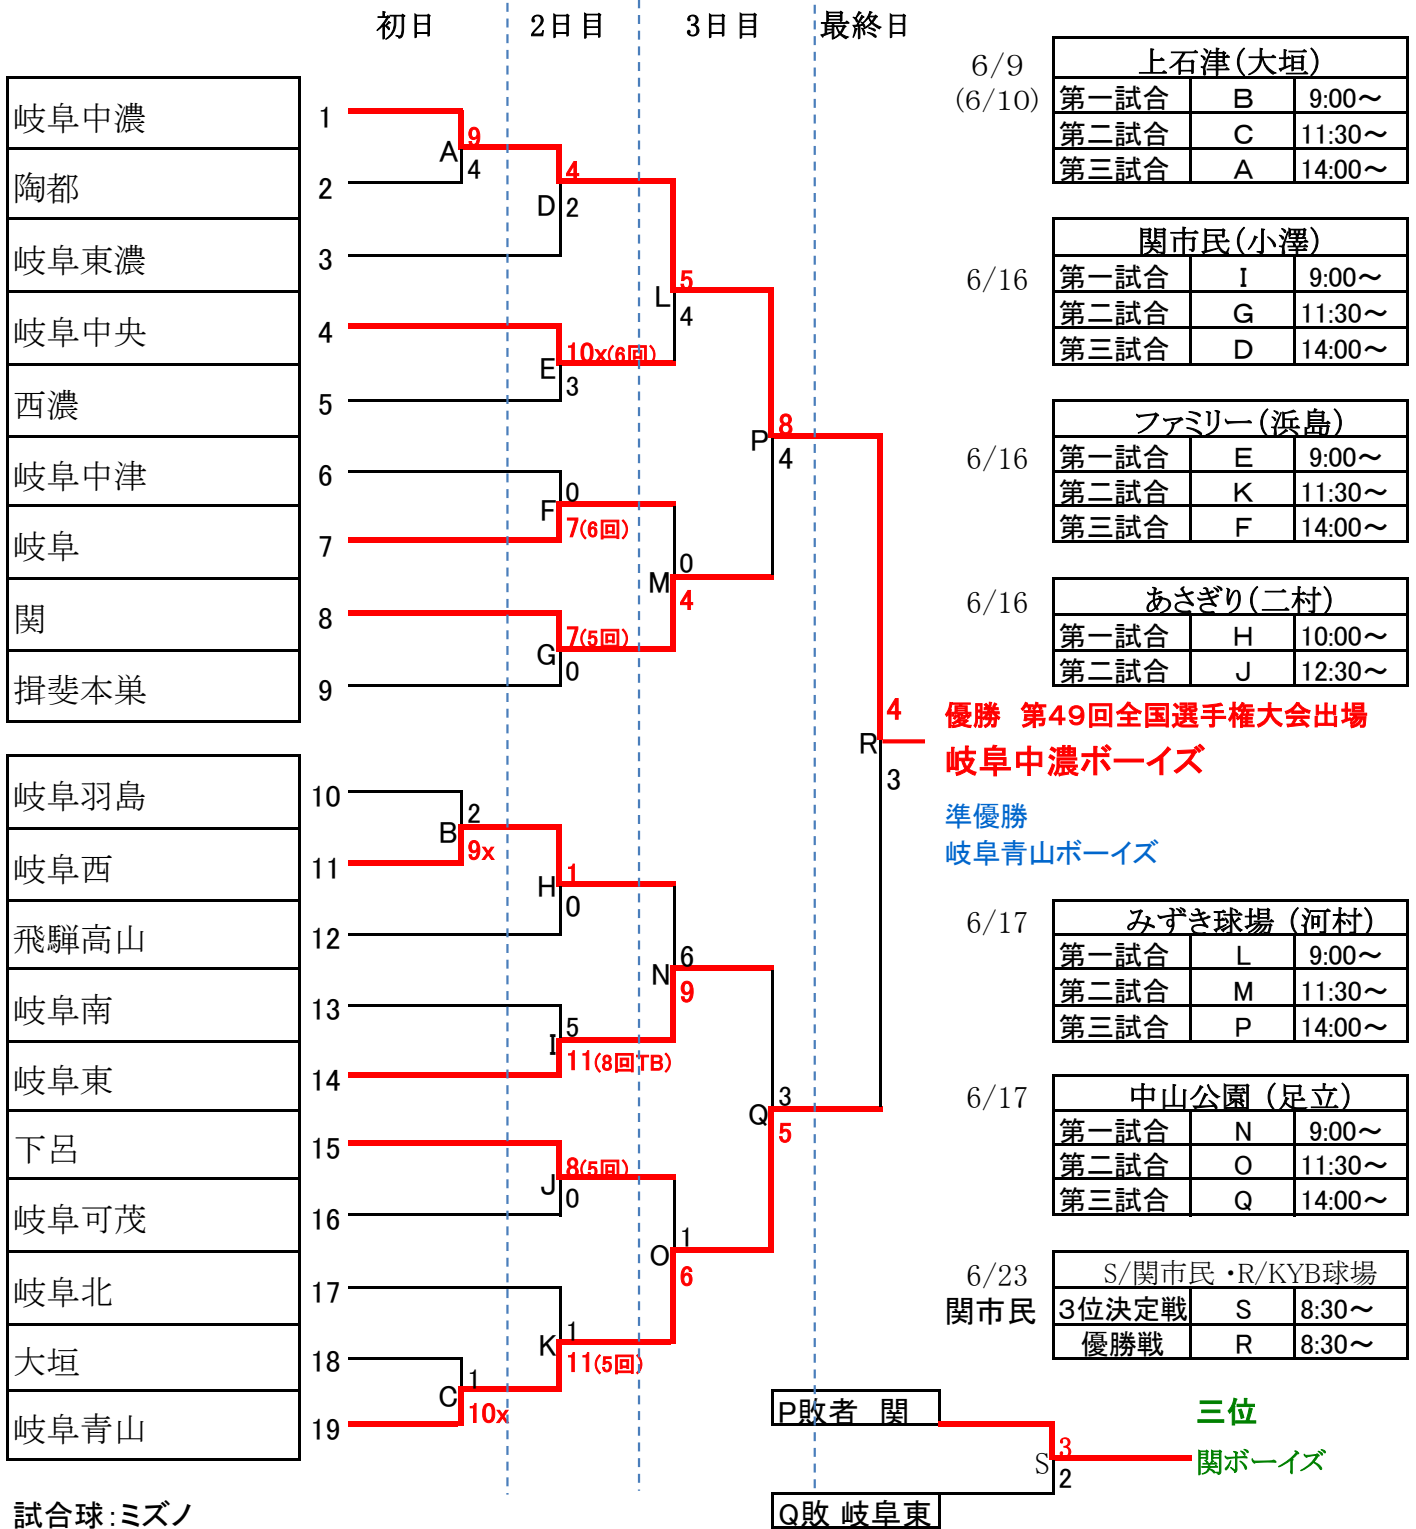 初日 2日目 3日目 最終日
岐阜中濃 1
陶都 2
岐阜東濃 3
岐阜中央 4
西濃 5
岐阜中津 6
岐阜 7
関 8
揖斐本巣 9
A 9
4
D 4
2
E 10x(6回)
3
F 0
7(6回)
G 7(5回)
0
L 5
4
M 0
4
P 8
4
岐阜羽島 10
岐阜西 11
飛騨高山 12
岐阜南 13
岐阜東 14
下呂 15
岐阜可茂 16
岐阜北 17
大垣 18
岐阜青山 19
B 2
9x
H 1
0
I 5
11(8回TB)
J 8(5回)
0
K 1
11(5回)
C 1
10x
N 6
9
O 1
6
Q 3
5
R 4
3
優勝 第49回全国選手権大会出場
岐阜中濃ボーイズ
準優勝
岐阜青山ボーイズ
6/9
(6/10)
上石津(大垣)
第一試合 B 9:00～
第二試合 C 11:30～
第三試合 A 14:00～
6/16
関市民(小澤)
第一試合 I 9:00～
第二試合 G 11:30～
第三試合 D 14:00～
6/16
ファミリー(浜島)
第一試合 E 9:00～
第二試合 K 11:30～
第三試合 F 14:00～
6/16
あさぎり(二村)
第一試合 H 10:00～
第二試合 J 12:30～
6/17
みずき球場 (河村)
第一試合 L 9:00～
第二試合 M 11:30～
第三試合 P 14:00～
6/17
中山公園 (足立)
第一試合 N 9:00～
第二試合 O 11:30～
第三試合 Q 14:00～
6/23
関市民
S/関市民・R/KYB球場
3位決定戦 S 8:30～
優勝戦 R 8:30～
P敗者 関
Q敗 岐阜東
S 3
2
三位
関ボーイズ
試合球:ミズノ